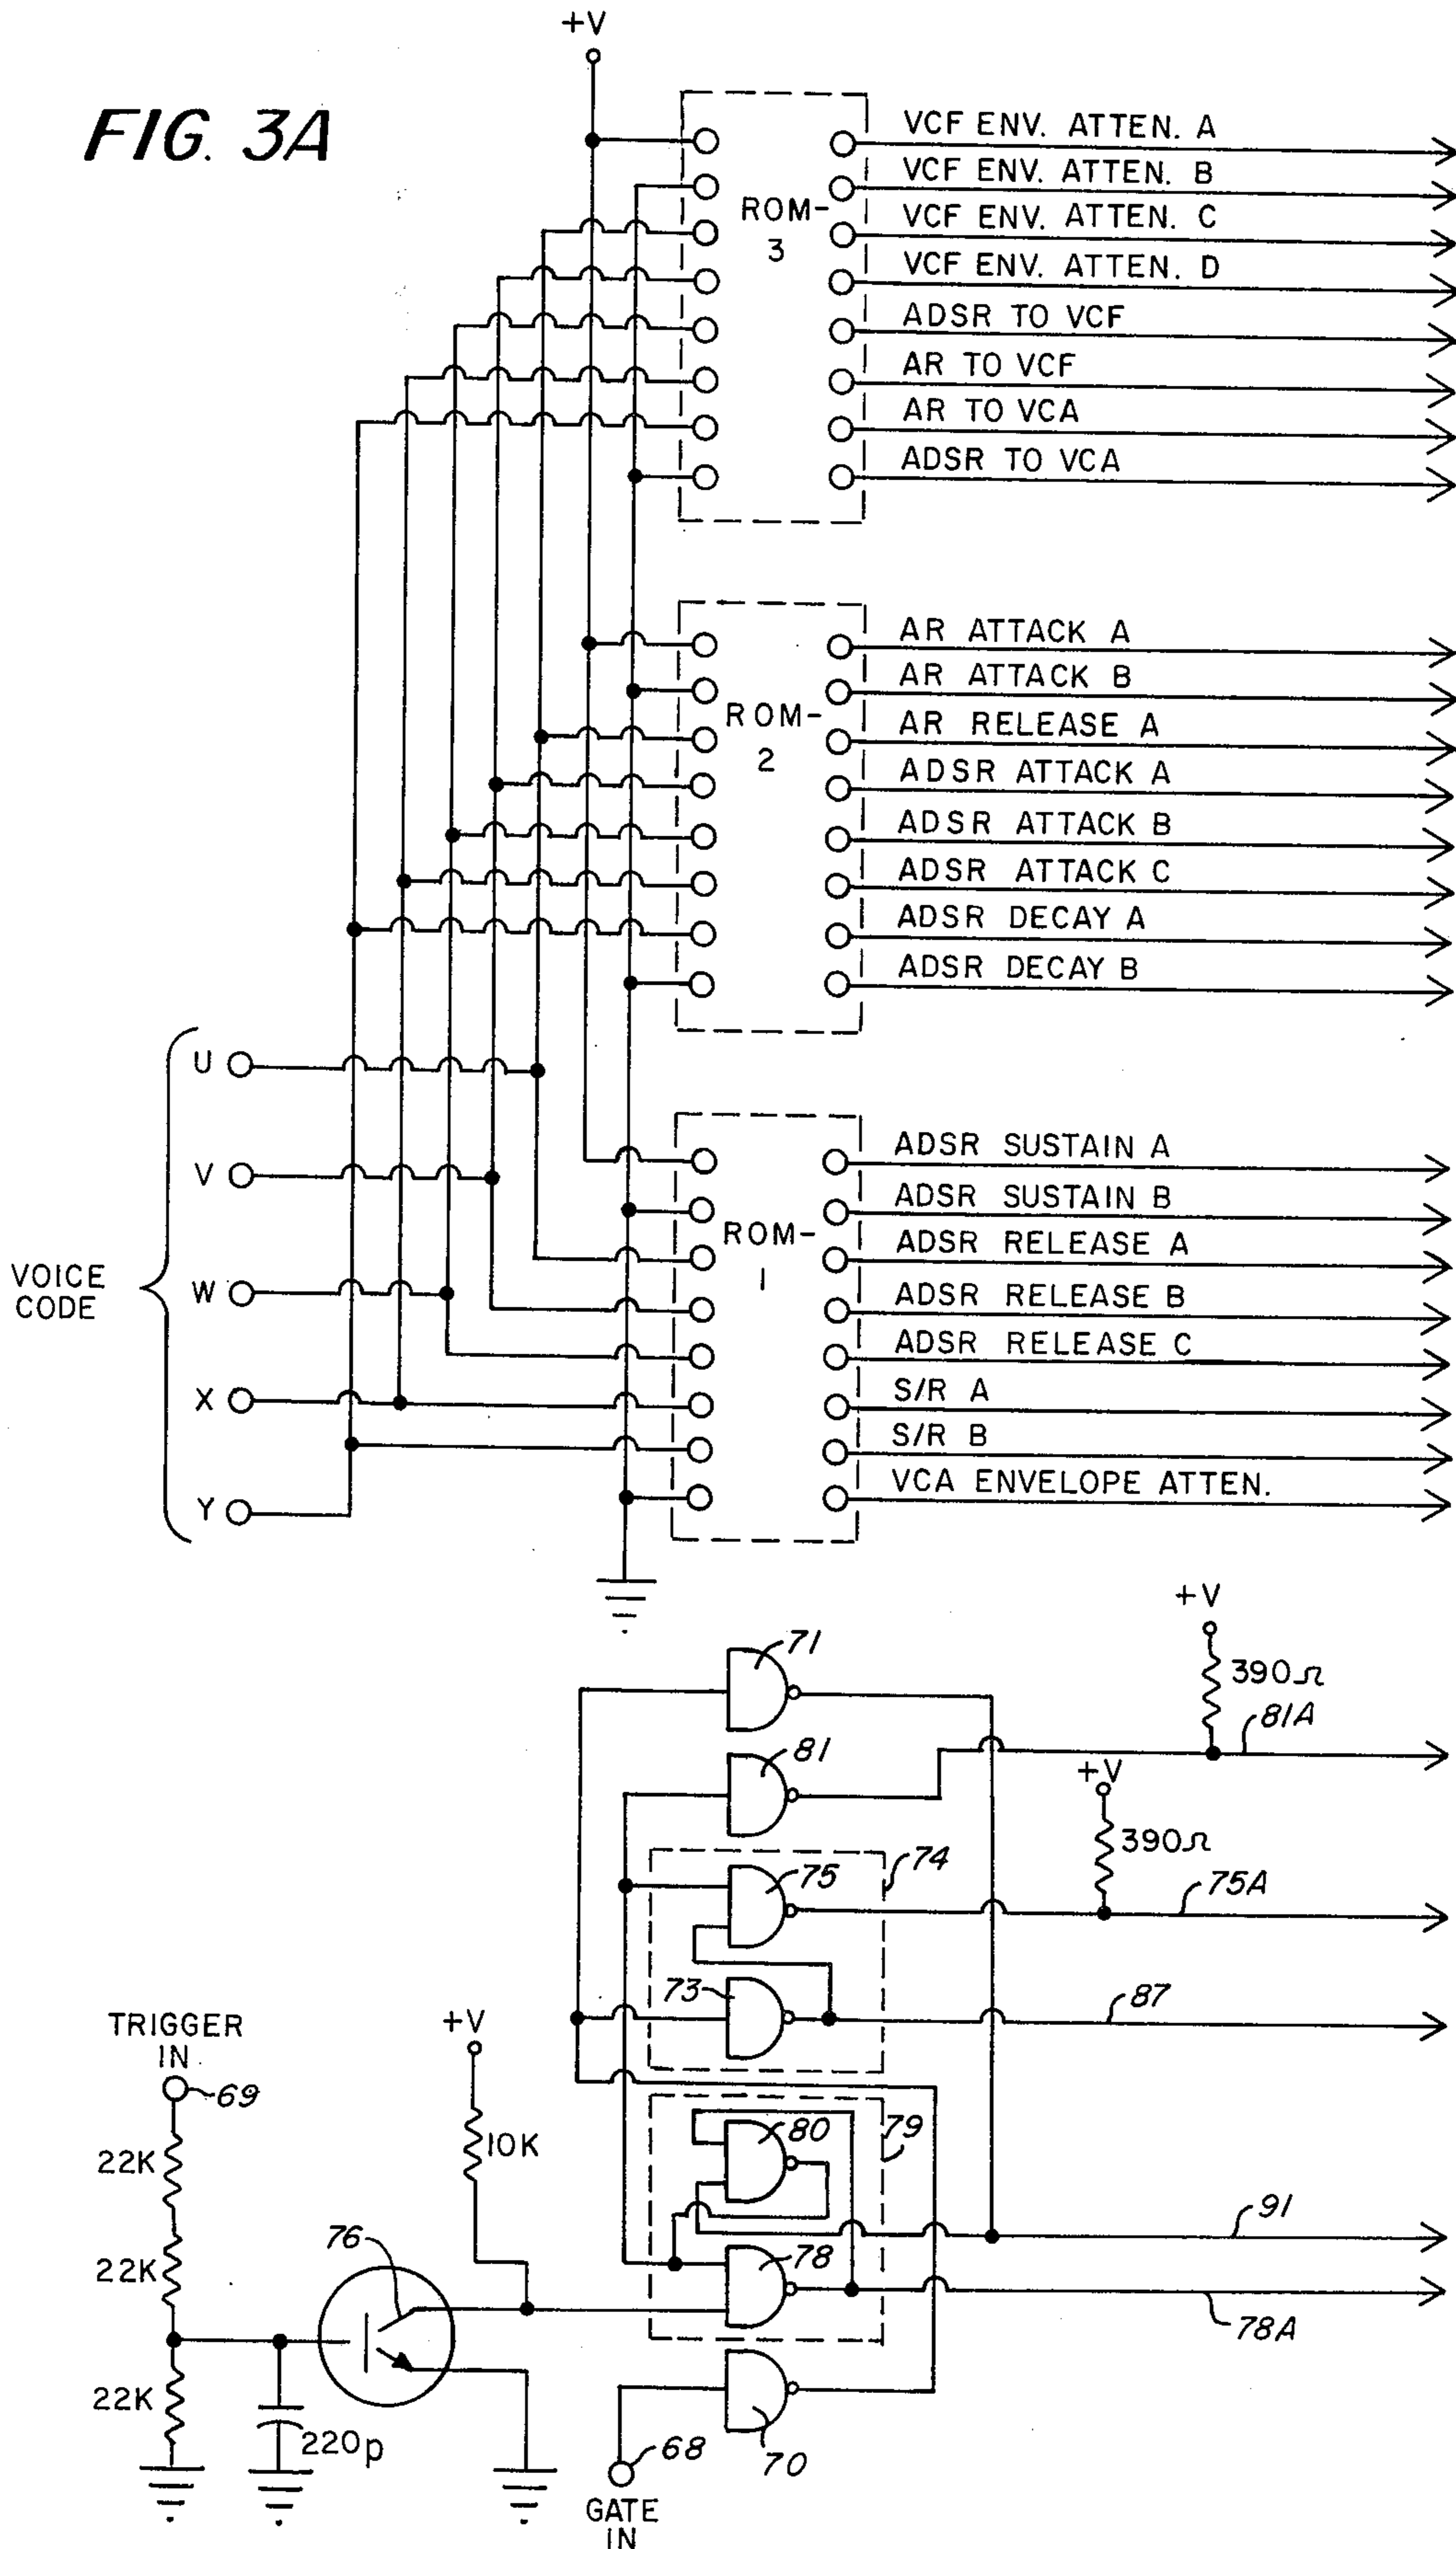 FIG. 3A
+V
ROM-
3
VCF ENV. ATTEN. A
VCF ENV. ATTEN. B
VCF ENV. ATTEN. C
VCF ENV. ATTEN. D
ADSR TO VCF
AR TO VCF
AR TO VCA
ADSR TO VCA
ROM-
2
AR ATTACK A
AR ATTACK B
AR RELEASE A
ADSR ATTACK A
ADSR ATTACK B
ADSR ATTACK C
ADSR DECAY A
ADSR DECAY B
VOICE
CODE
U
V
W
X
Y
ROM-
1
ADSR SUSTAIN A
ADSR SUSTAIN B
ADSR RELEASE A
ADSR RELEASE B
ADSR RELEASE C
S/R A
S/R B
VCA ENVELOPE ATTEN.
71
+V
390Ω
81A
81
+V
390Ω
75
74
75A
73
87
TRIGGER
IN
69
+V
10K
22K
22K
22K
220p
76
80
79
91
78
78A
70
68
GATE
IN